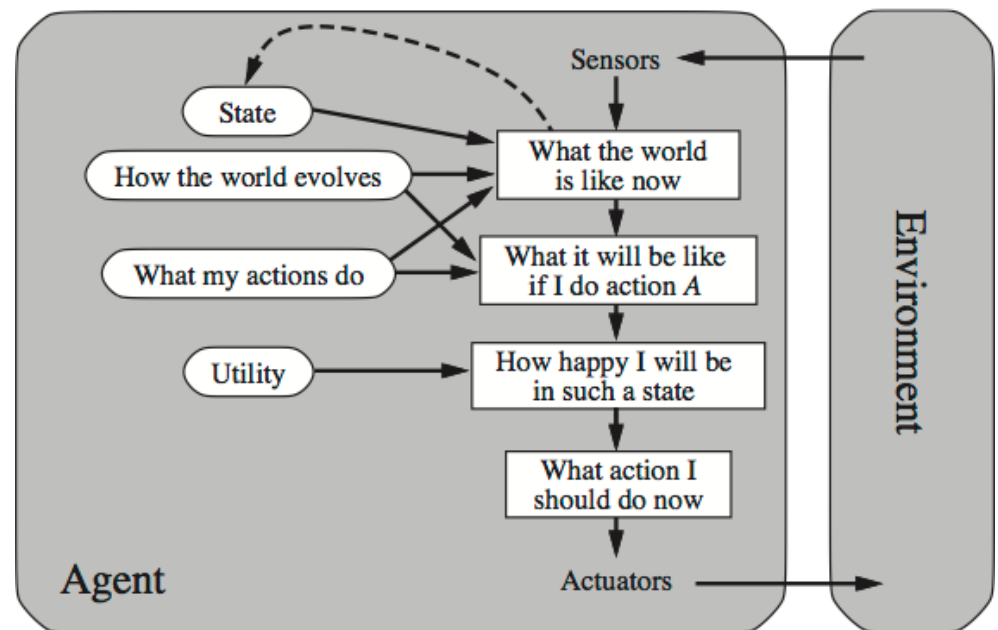 Sensors
State
What the world
is like now
How the world evolves
What it will be like
if I do action A
What my actions do
How happy I will be
in such a state
Utility
What action I
should do now
Actuators
Agent
Environment